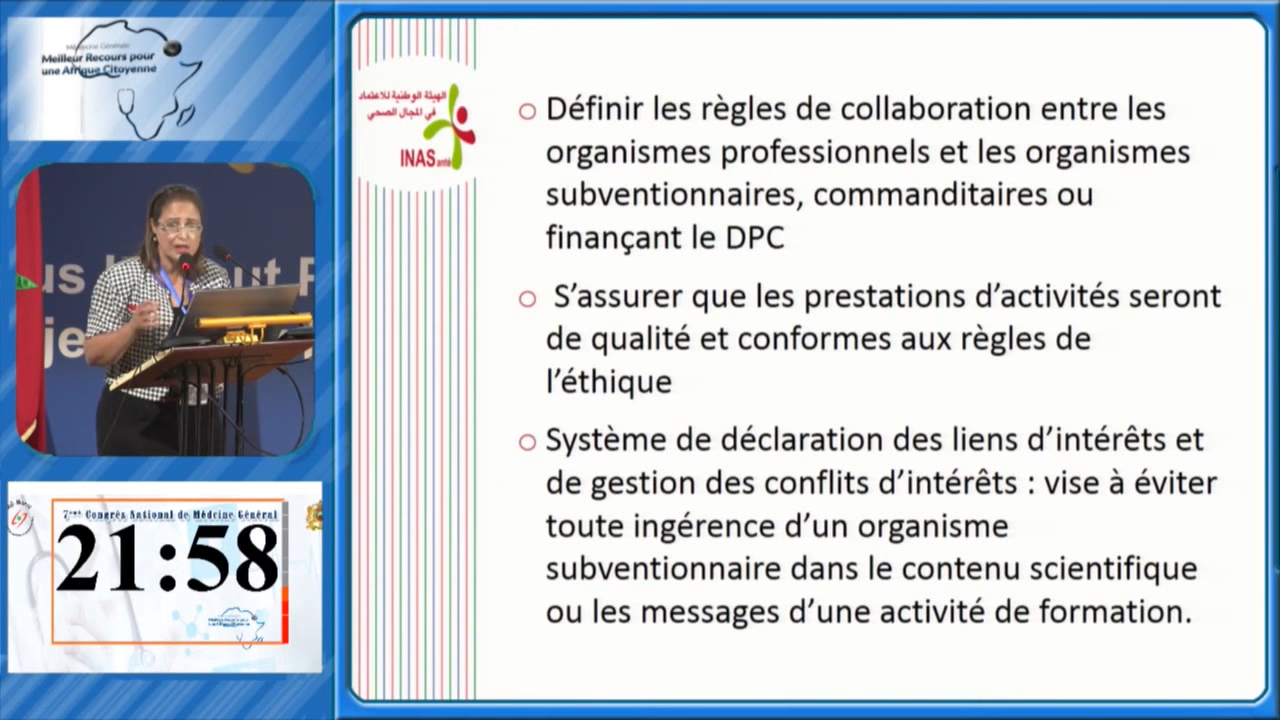 Médecine Générale
Meilleur Recours pour
une Afrique Citoyenne
الهيئة الوطنية للاعتماد
في المجال الصحي
INASanté
○ Définir les règles de collaboration entre les
organismes professionnels et les organismes
subventionnaires, commanditaires ou
finançant le DPC
○ S’assurer que les prestations d’activités seront
de qualité et conformes aux règles de
l’éthique
○ Système de déclaration des liens d’intérêts et
de gestion des conflits d’intérêts : vise à éviter
toute ingérence d’un organisme
subventionnaire dans le contenu scientifique
ou les messages d’une activité de formation.
7ème Congrès National de Médcine Général
21:58